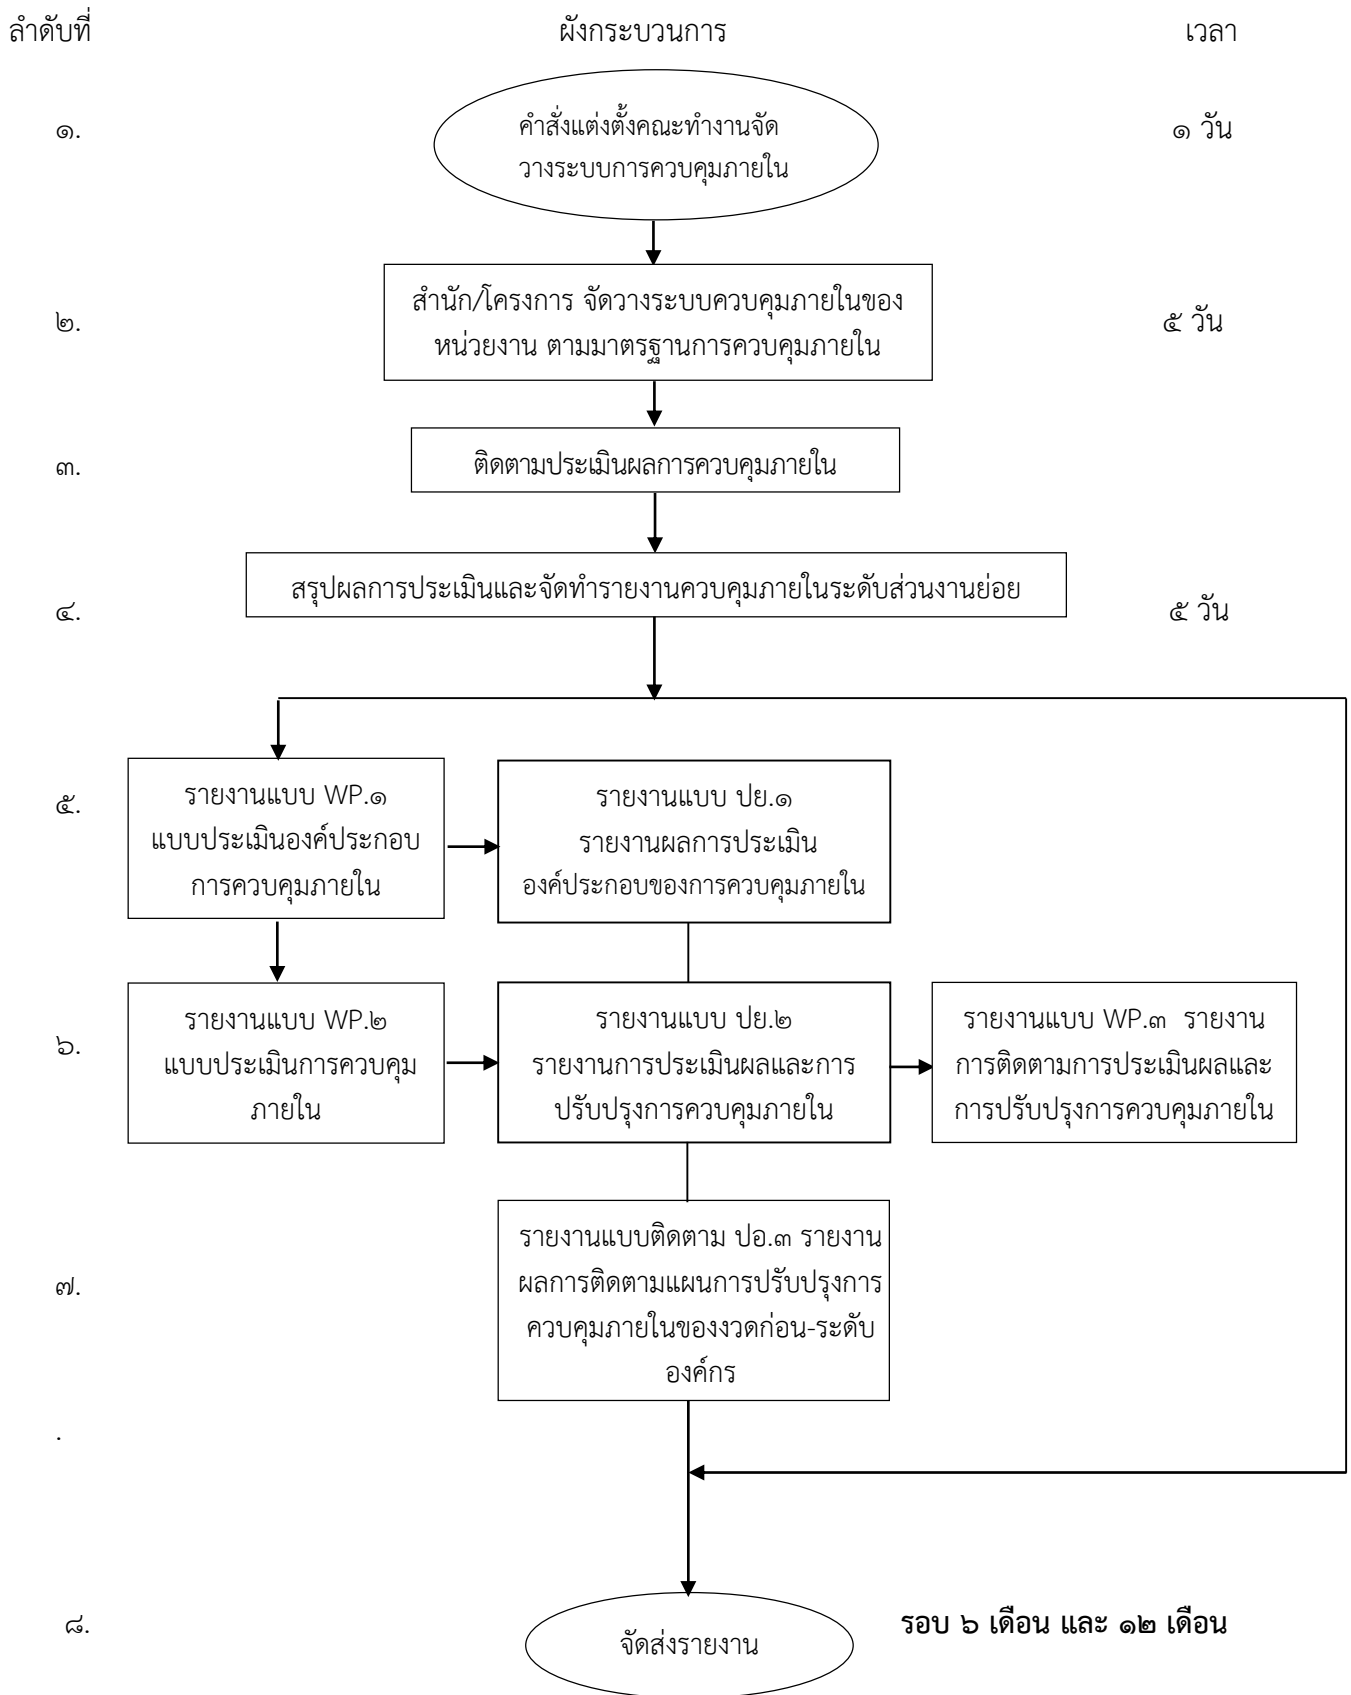 ลำดับที่ ผังกระบวนการ เวลา
๑. คำสั่งแต่งตั้งคณะทำงานจัด ๑ วัน
วางระบบการควบคุมภายใน
สำนัก/โครงการ จัดวางระบบควบคุมภายในของ
๒. ๕ วัน
หน่วยงาน ตามมาตรฐานการควบคุมภายใน
๓. ติดตามประเมินผลการควบคุมภายใน
สรุปผลการประเมินและจัดทำรายงานควบคุมภายในระดับส่วนงานย่อย
๔. ๕ วัน
๕.
รายงานแบบ WP.๑
แบบประเมินองค์ประกอบ
การควบคุมภายใน
รายงานแบบ ปย.๑
รายงานผลการประเมิน
องค์ประกอบของการควบคุมภายใน
๖.
รายงานแบบ WP.๒
แบบประเมินการควบคุม
ภายใน
รายงานแบบ ปย.๒
รายงานการประเมินผลและการ
ปรับปรุงการควบคุมภายใน
รายงานแบบ WP.๓ รายงาน
การติดตามการประเมินผลและ
การปรับปรุงการควบคุมภายใน
๗.
รายงานแบบติดตาม ปอ.๓ รายงาน
ผลการติดตามแผนการปรับปรุงการ
ควบคุมภายในของงวดก่อน-ระดับ
องค์กร
.
๘. จัดส่งรายงาน รอบ ๖ เดือน และ ๑๒ เดือน